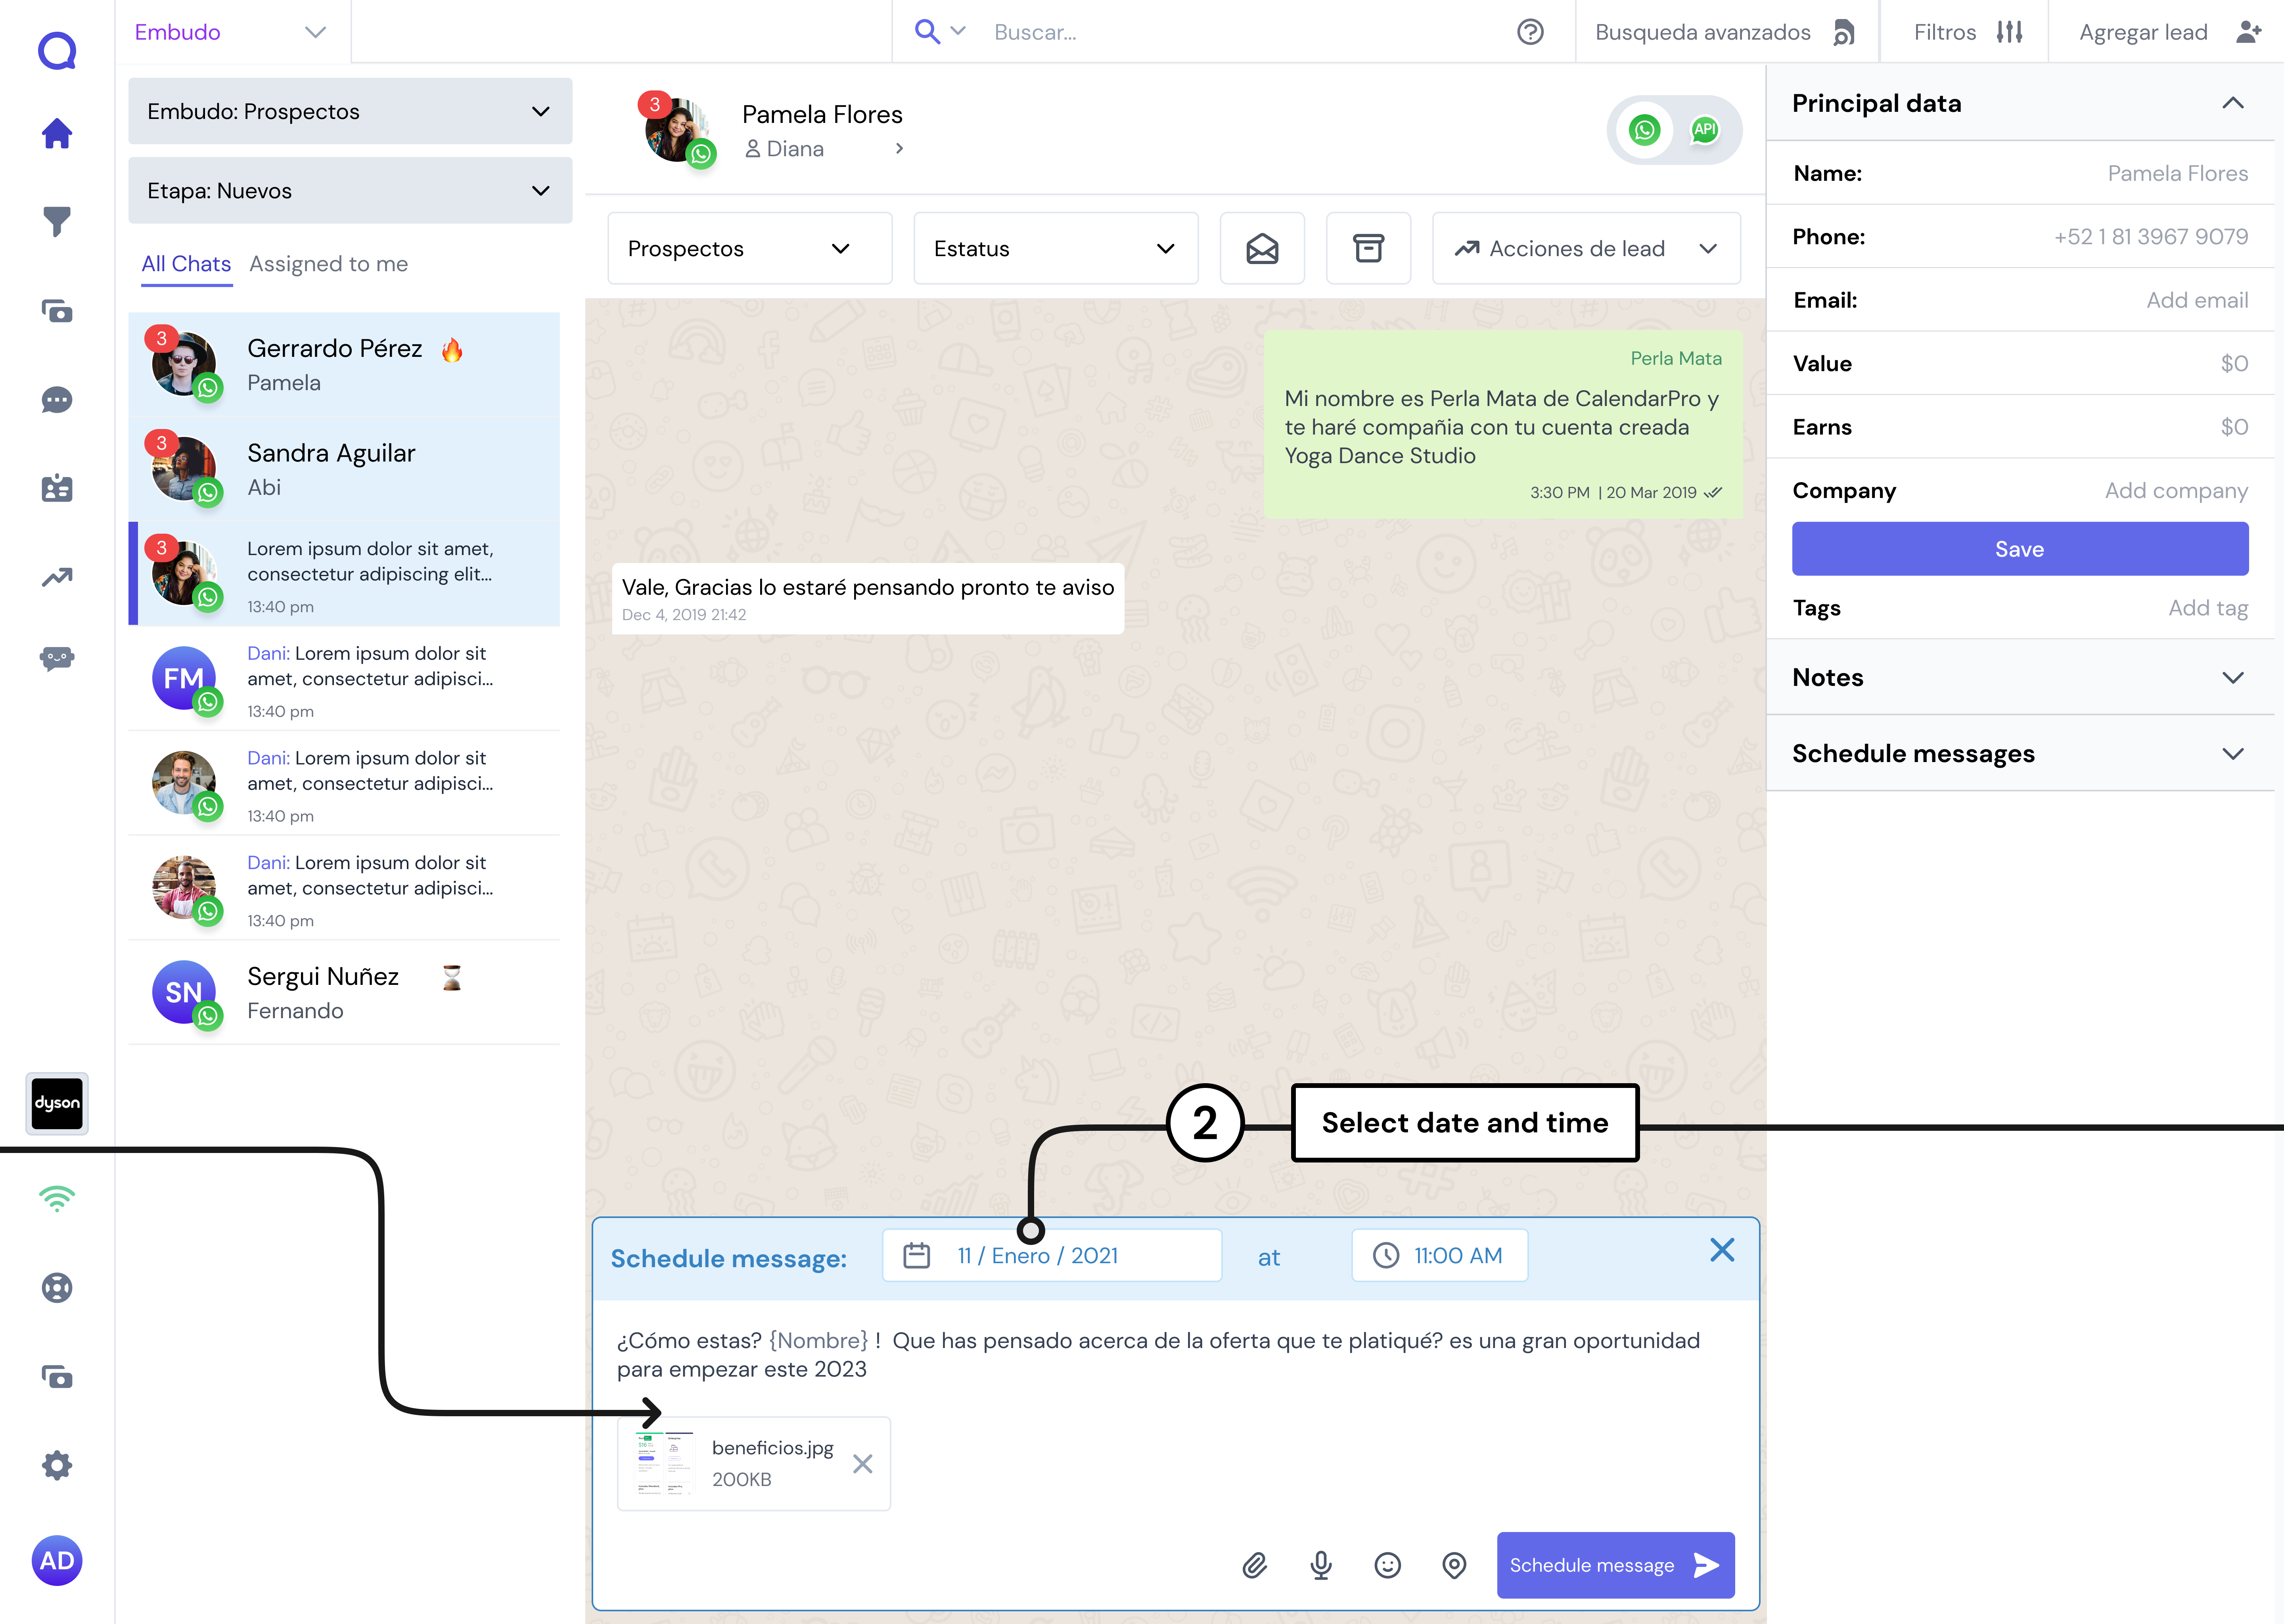 Embudo
Buscar...
Busqueda avanzados
Filtros
Agregar lead
Embudo: Prospectos
Etapa: Nuevos
All Chats Assigned to me
3
Gerrardo Pérez 🔥
Pamela
3
Sandra Aguilar
Abi
3
Lorem ipsum dolor sit amet,
consectetur adipiscing elit...
13:40 pm
FM
Dani: Lorem ipsum dolor sit
amet, consectetur adipisci...
13:40 pm
Dani: Lorem ipsum dolor sit
amet, consectetur adipisci...
13:40 pm
Dani: Lorem ipsum dolor sit
amet, consectetur adipisci...
13:40 pm
SN
Sergui Nuñez ⏳
Fernando
dyson
AD
3
Pamela Flores
Diana
API
Prospectos
Estatus
Acciones de lead
Perla Mata
Mi nombre es Perla Mata de CalendarPro y
te haré compañia con tu cuenta creada
Yoga Dance Studio
3:30 PM | 20 Mar 2019
Vale, Gracias lo estaré pensando pronto te aviso
Dec 4, 2019 21:42
2
Select date and time
Schedule message:
11 / Enero / 2021
at
11:00 AM
¿Cómo estas? {Nombre} ! Que has pensado acerca de la oferta que te platiqué? es una gran oportunidad
para empezar este 2023
beneficios.jpg
200KB
Schedule message
Principal data
Name: Pamela Flores
Phone: +52 1 81 3967 9079
Email: Add email
Value $0
Earns $0
Company Add company
Save
Tags Add tag
Notes
Schedule messages